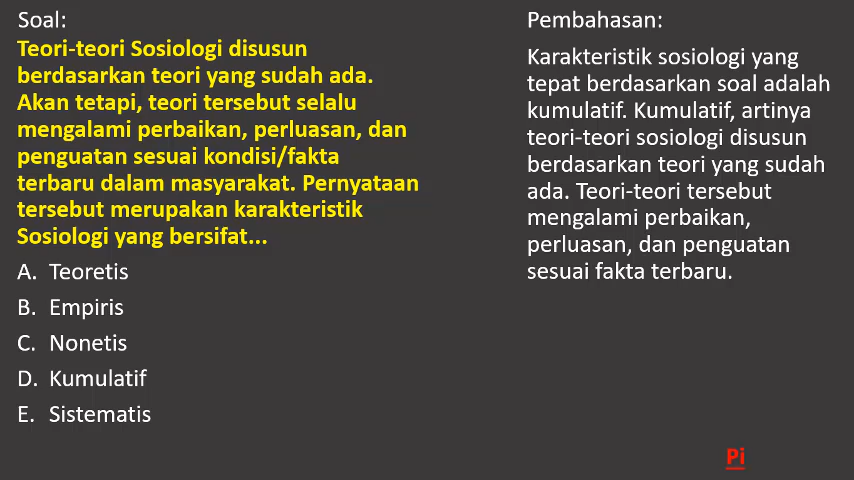 Soal:
Teori-teori Sosiologi disusun
berdasarkan teori yang sudah ada.
Akan tetapi, teori tersebut selalu
mengalami perbaikan, perluasan, dan
penguatan sesuai kondisi/fakta
terbaru dalam masyarakat. Pernyataan
tersebut merupakan karakteristik
Sosiologi yang bersifat...
A. Teoretis
B. Empiris
C. Nonetis
D. Kumulatif
E. Sistematis
Pembahasan:
Karakteristik sosiologi yang
tepat berdasarkan soal adalah
kumulatif. Kumulatif, artinya
teori-teori sosiologi disusun
berdasarkan teori yang sudah
ada. Teori-teori tersebut
mengalami perbaikan,
perluasan, dan penguatan
sesuai fakta terbaru.
Pi